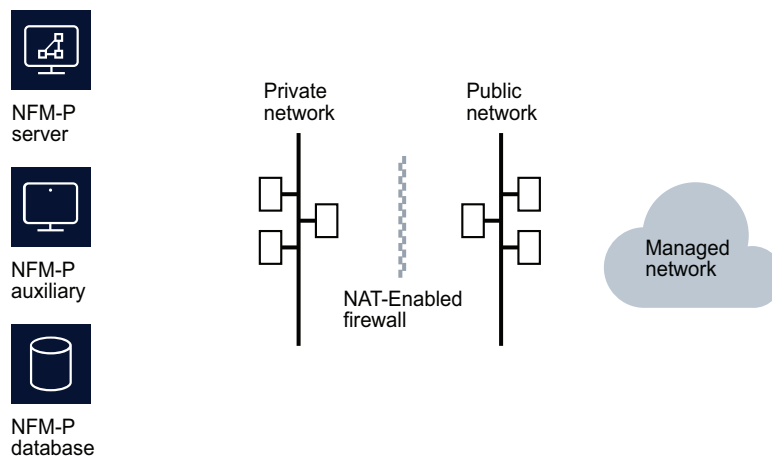 NFM-P
server
NFM-P
auxiliary
NFM-P
database
Private
network
NAT-Enabled
firewall
Public
network
Managed
network